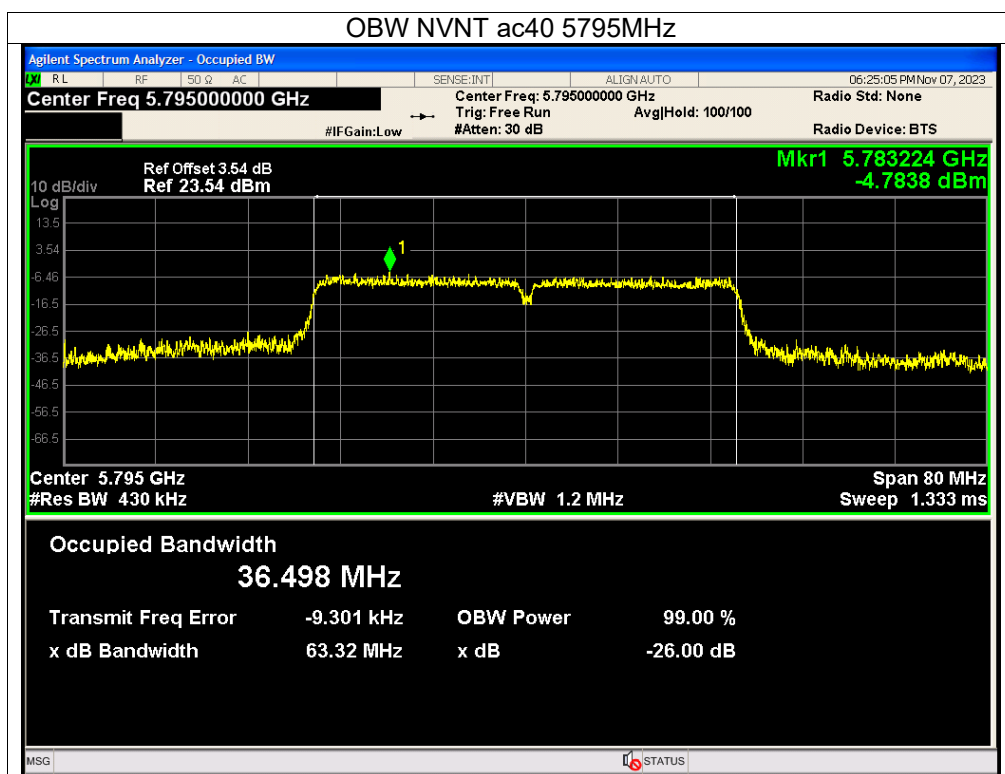 OBW NVNT ac40 5795MHz
Agilent Spectrum Analyzer - Occupied BW
LXI RL RF 50 Ω AC SENSE:INT ALIGN AUTO 06:25:05 PM Nov 07, 2023
Center Freq 5.795000000 GHz Center Freq: 5.795000000 GHz Radio Std: None
Trig: Free Run Avg|Hold: 100/100
#IFGain:Low #Atten: 30 dB Radio Device: BTS
Ref Offset 3.54 dB Mkr1 5.783224 GHz
10 dB/div Ref 23.54 dBm -4.7838 dBm
Log
13.5
3.54
1
-6.46
-16.5
-26.5
-36.5
-46.5
-56.5
-66.5
Center 5.795 GHz Span 80 MHz
#Res BW 430 kHz #VBW 1.2 MHz Sweep 1.333 ms
Occupied Bandwidth
36.498 MHz
Transmit Freq Error -9.301 kHz OBW Power 99.00 %
x dB Bandwidth 63.32 MHz x dB -26.00 dB
MSG STATUS